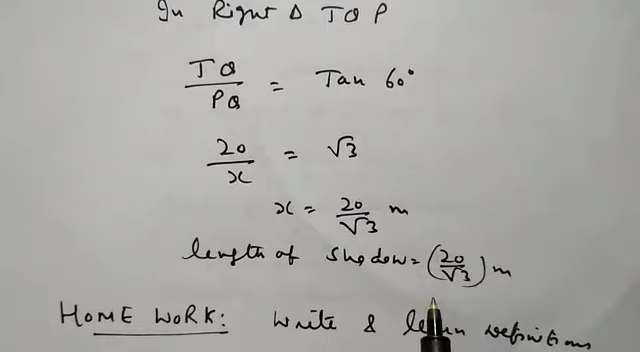 In Right Δ TQP
TQ/PQ = Tan 60°
20/x = √3
x = 20/√3 m
length of shadow = (20/√3) m
HOME WORK: Write & learn definitions